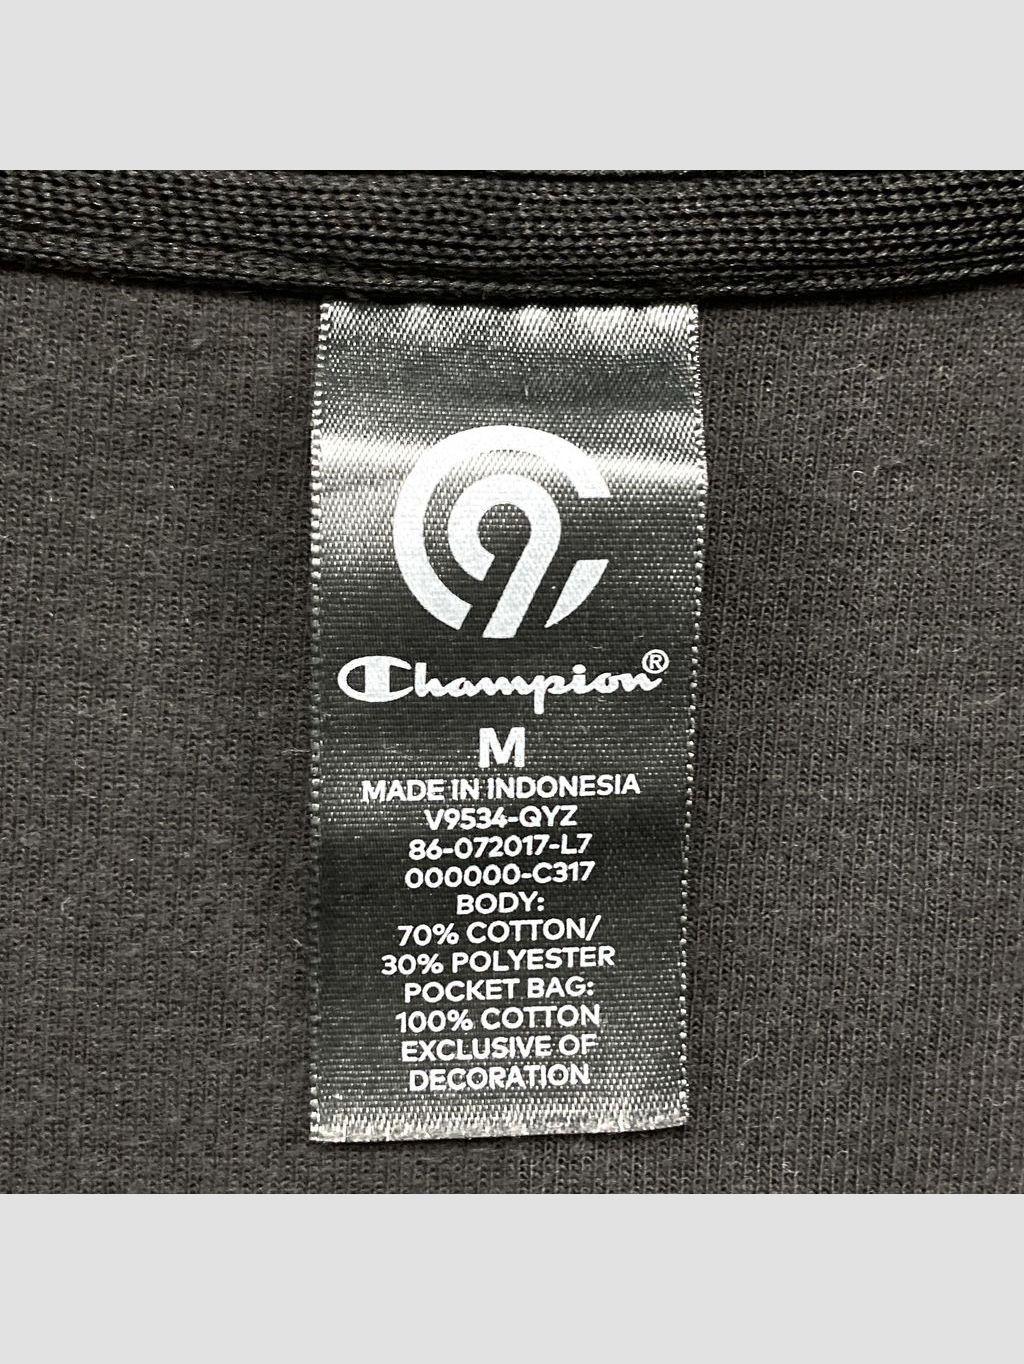 C9
Champion®
M
MADE IN INDONESIA
V9534-QYZ
86-072017-L7
000000-C317
BODY:
70% COTTON/
30% POLYESTER
POCKET BAG:
100% COTTON
EXCLUSIVE OF
DECORATION